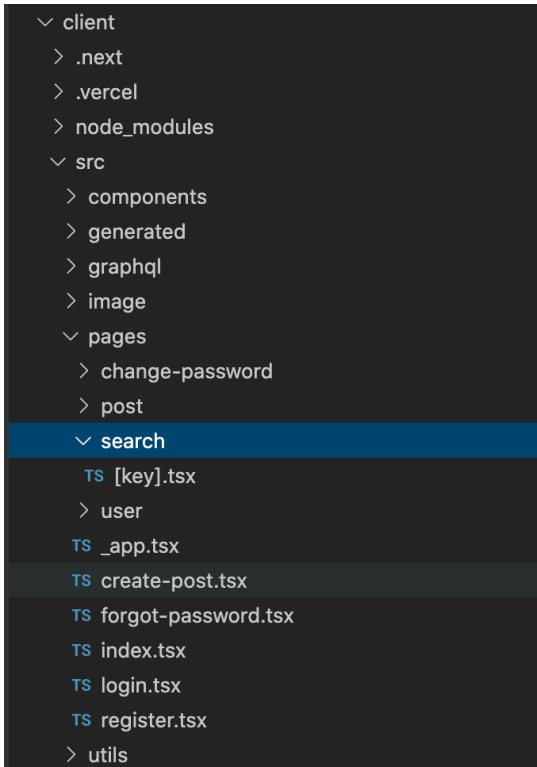 client
.next
.vercel
node_modules
src
components
generated
graphql
image
pages
change-password
post
search
TS [key].tsx
user
TS _app.tsx
TS create-post.tsx
TS forgot-password.tsx
TS index.tsx
TS login.tsx
TS register.tsx
utils